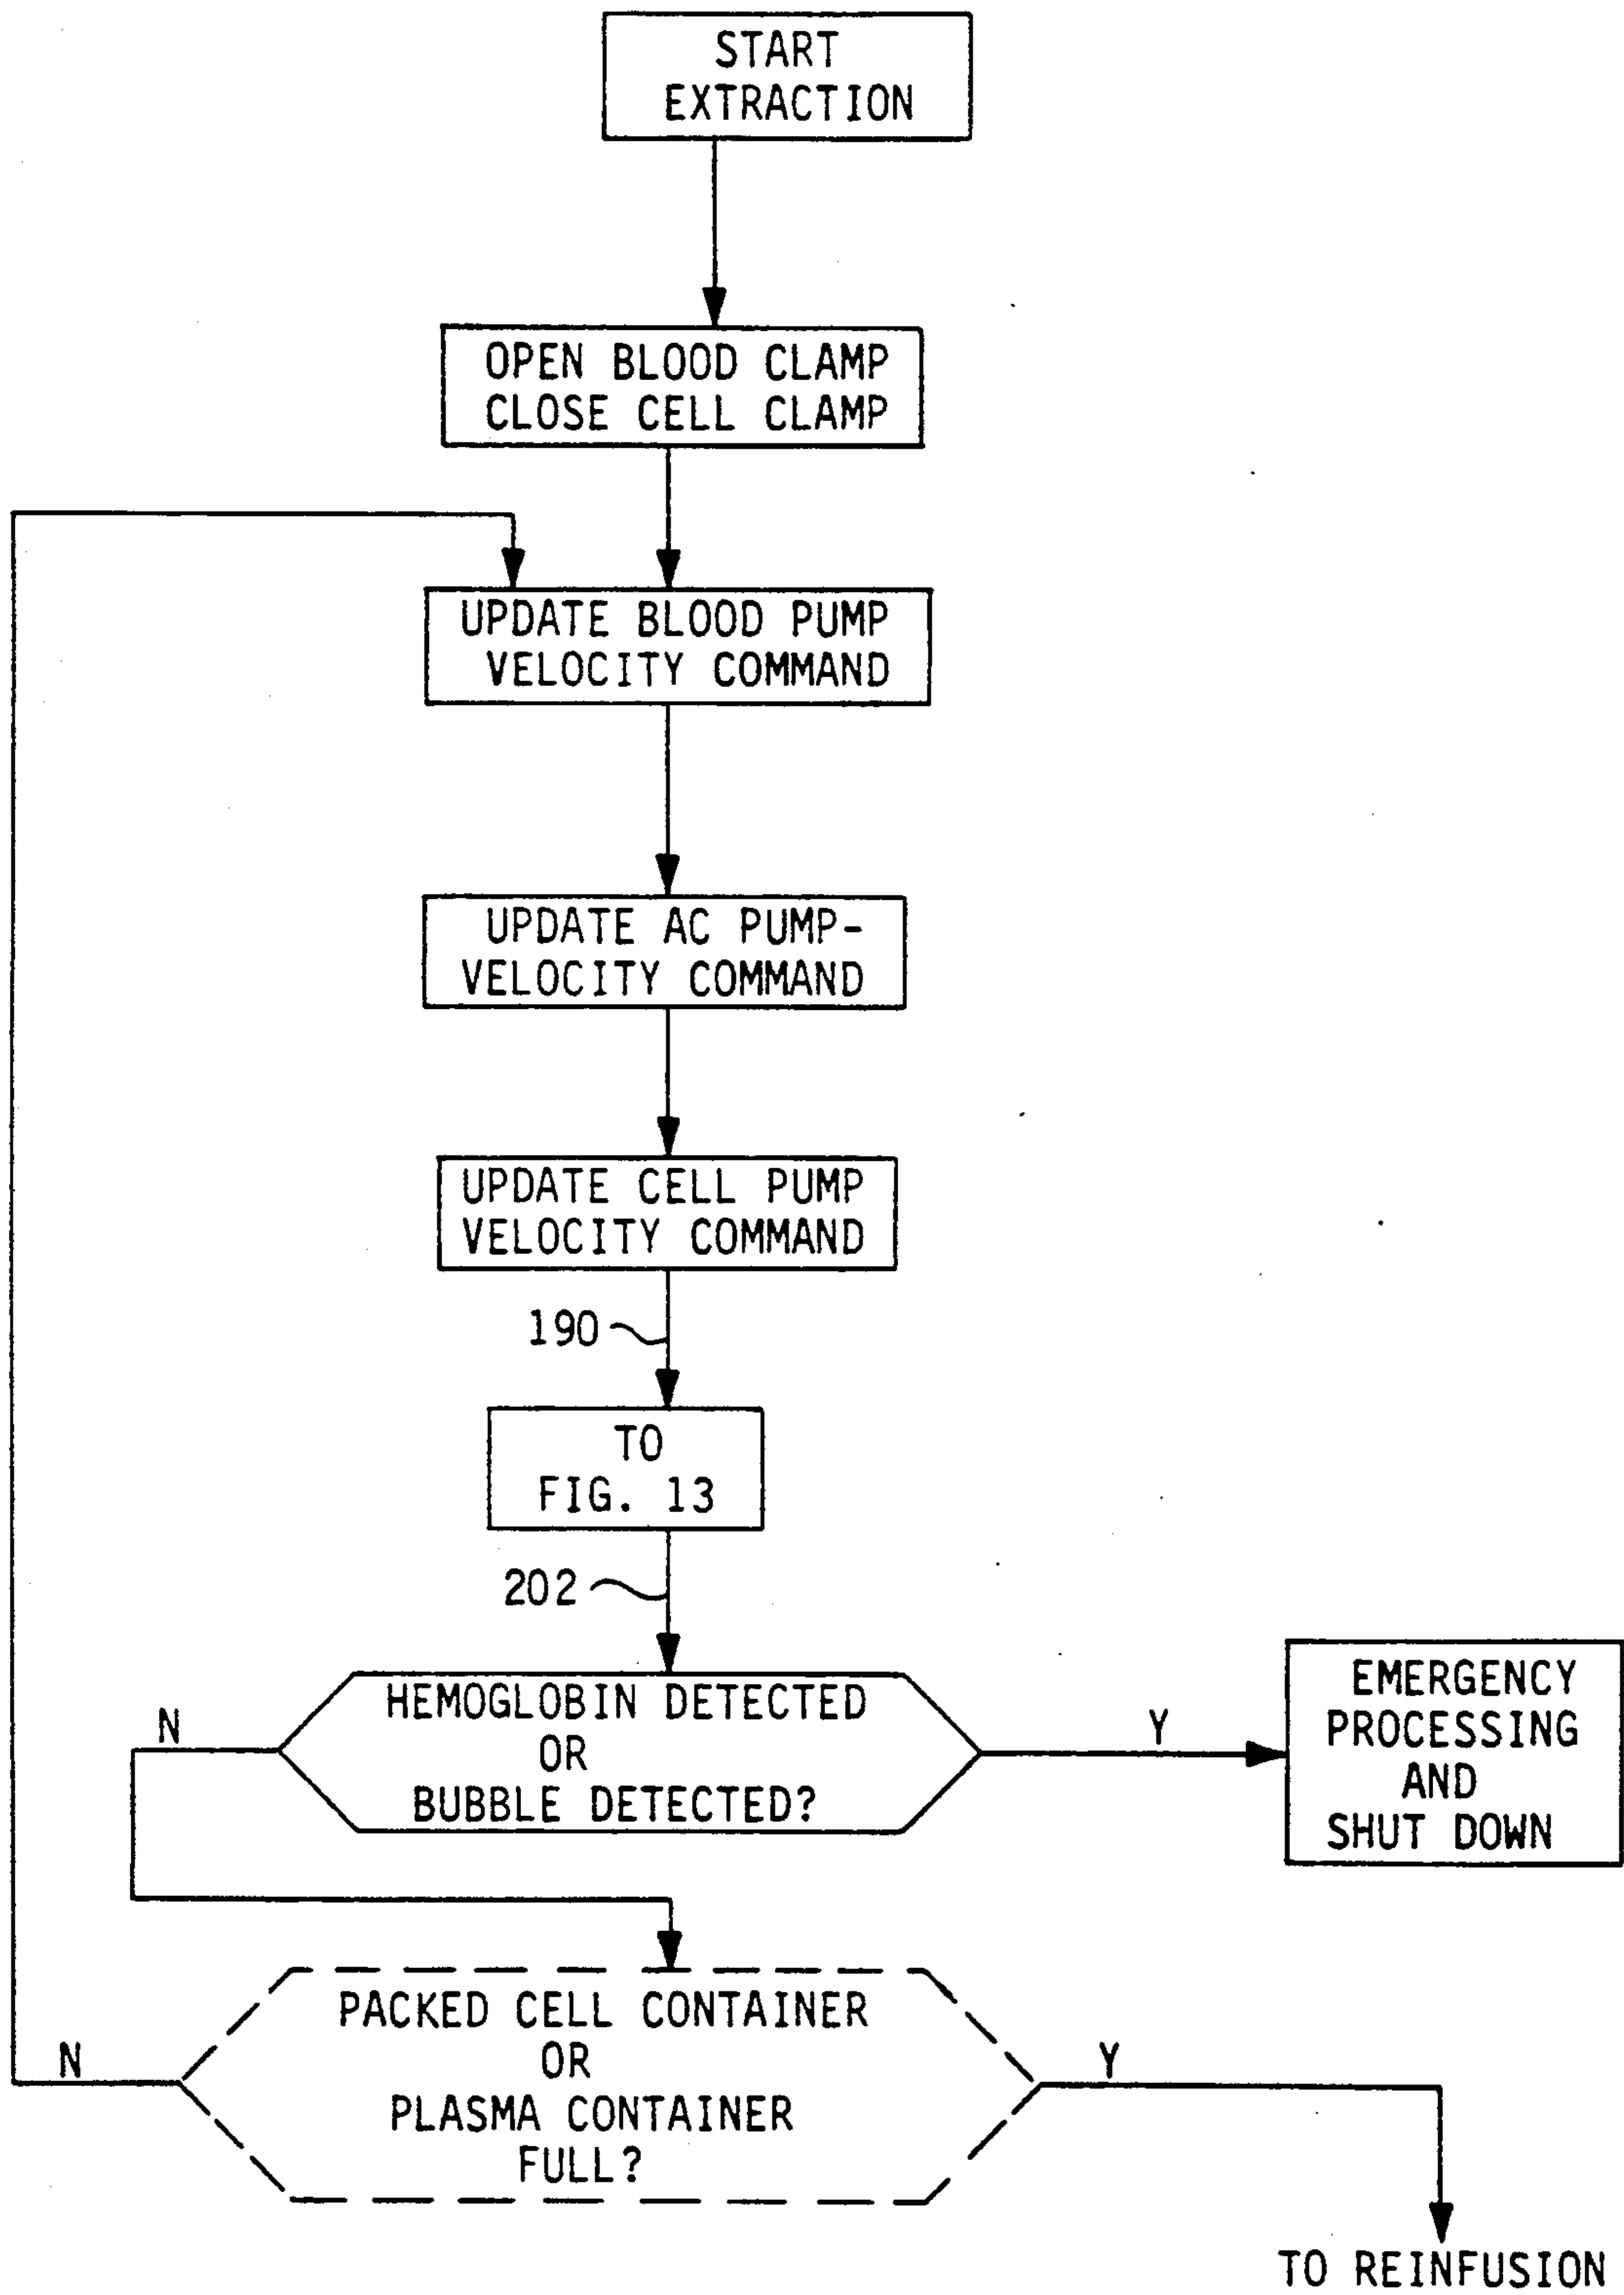 START
EXTRACTION
OPEN BLOOD CLAMP
CLOSE CELL CLAMP
UPDATE BLOOD PUMP
VELOCITY COMMAND
UPDATE AC PUMP-
VELOCITY COMMAND
UPDATE CELL PUMP
VELOCITY COMMAND
190
TO
FIG. 13
202
HEMOGLOBIN DETECTED
OR
BUBBLE DETECTED?
N
Y
EMERGENCY
PROCESSING
AND
SHUT DOWN
PACKED CELL CONTAINER
OR
PLASMA CONTAINER
FULL?
N
Y
TO REINFUSION